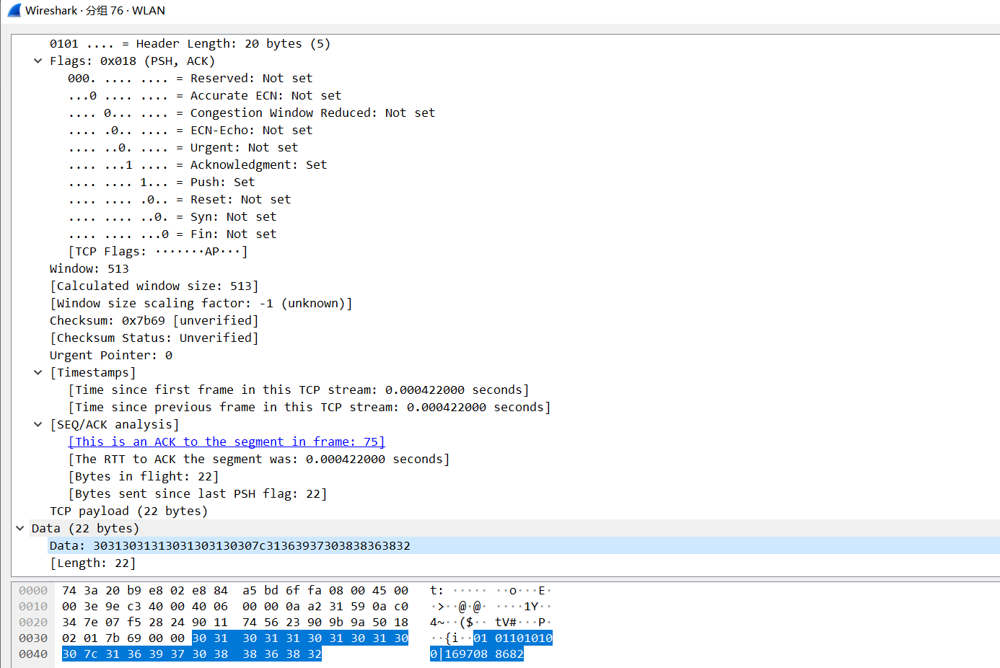 Wireshark · 分组 76 · WLAN
0101 .... = Header Length: 20 bytes (5)
Flags: 0x018 (PSH, ACK)
000. .... .... = Reserved: Not set
...0 .... .... = Accurate ECN: Not set
.... 0... .... = Congestion Window Reduced: Not set
.... .0.. .... = ECN-Echo: Not set
.... ..0. .... = Urgent: Not set
.... ...1 .... = Acknowledgment: Set
.... .... 1... = Push: Set
.... .... .0.. = Reset: Not set
.... .... ..0. = Syn: Not set
.... .... ...0 = Fin: Not set
[TCP Flags: ·······AP···]
Window: 513
[Calculated window size: 513]
[Window size scaling factor: -1 (unknown)]
Checksum: 0x7b69 [unverified]
[Checksum Status: Unverified]
Urgent Pointer: 0
[Timestamps]
[Time since first frame in this TCP stream: 0.000422000 seconds]
[Time since previous frame in this TCP stream: 0.000422000 seconds]
[SEQ/ACK analysis]
[This is an ACK to the segment in frame: 75]
[The RTT to ACK the segment was: 0.000422000 seconds]
[Bytes in flight: 22]
[Bytes sent since last PSH flag: 22]
TCP payload (22 bytes)
Data (22 bytes)
Data: 30313031313031303130307c31363937303838363832
[Length: 22]
0000 74 3a 20 b9 e8 02 e8 84 a5 bd 6f fa 08 00 45 00 t: ····· ··o···E·
0010 00 3e 9e c3 40 00 40 06 00 00 0a a2 31 59 0a c0 ·>··@·@· ····1Y··
0020 34 7e 07 f5 28 24 90 11 74 56 23 90 9b 9a 50 18 4~··($·· tV#···P·
0030 02 01 7b 69 00 00 30 31 30 31 31 30 31 30 31 30 ··{i··01 01101010
0040 30 7c 31 36 39 37 30 38 38 36 38 32 0|169708 8682